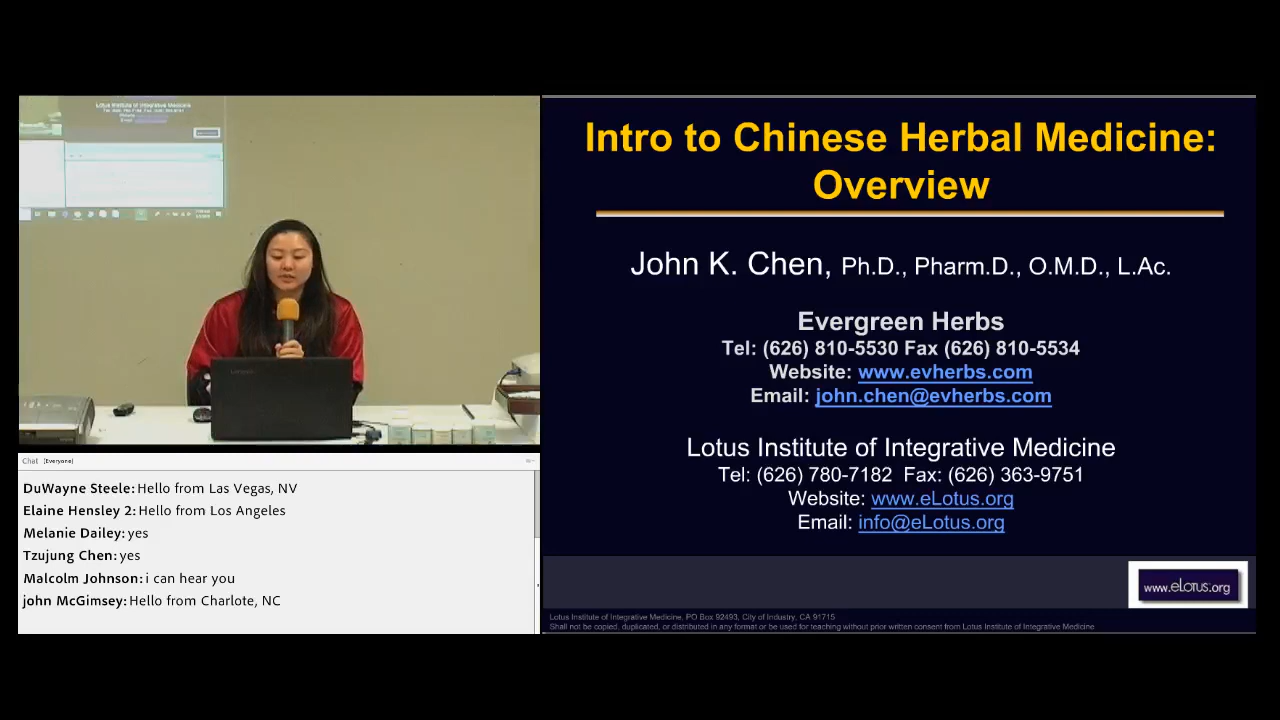 Lotus Institute of Integrative Medicine
Intro to Chinese Herbal Medicine:
Overview
John K. Chen, Ph.D., Pharm.D., O.M.D., L.Ac.
Evergreen Herbs
Tel: (626) 810-5530 Fax (626) 810-5534
Website: www.evherbs.com
Email: john.chen@evherbs.com
Lotus Institute of Integrative Medicine
Tel: (626) 780-7182 Fax: (626) 363-9751
Website: www.eLotus.org
Email: info@eLotus.org
www.eLotus.org
Lotus Institute of Integrative Medicine, PO Box 92493, City of Industry, CA 91715
Shall not be copied, duplicated, or distributed in any format or be used for teaching without prior written consent from Lotus Institute of Integrative Medicine
Chat (Everyone)
DuWayne Steele: Hello from Las Vegas, NV
Elaine Hensley 2: Hello from Los Angeles
Melanie Dailey: yes
Tzujung Chen: yes
Malcolm Johnson: i can hear you
john McGimsey: Hello from Charlote, NC